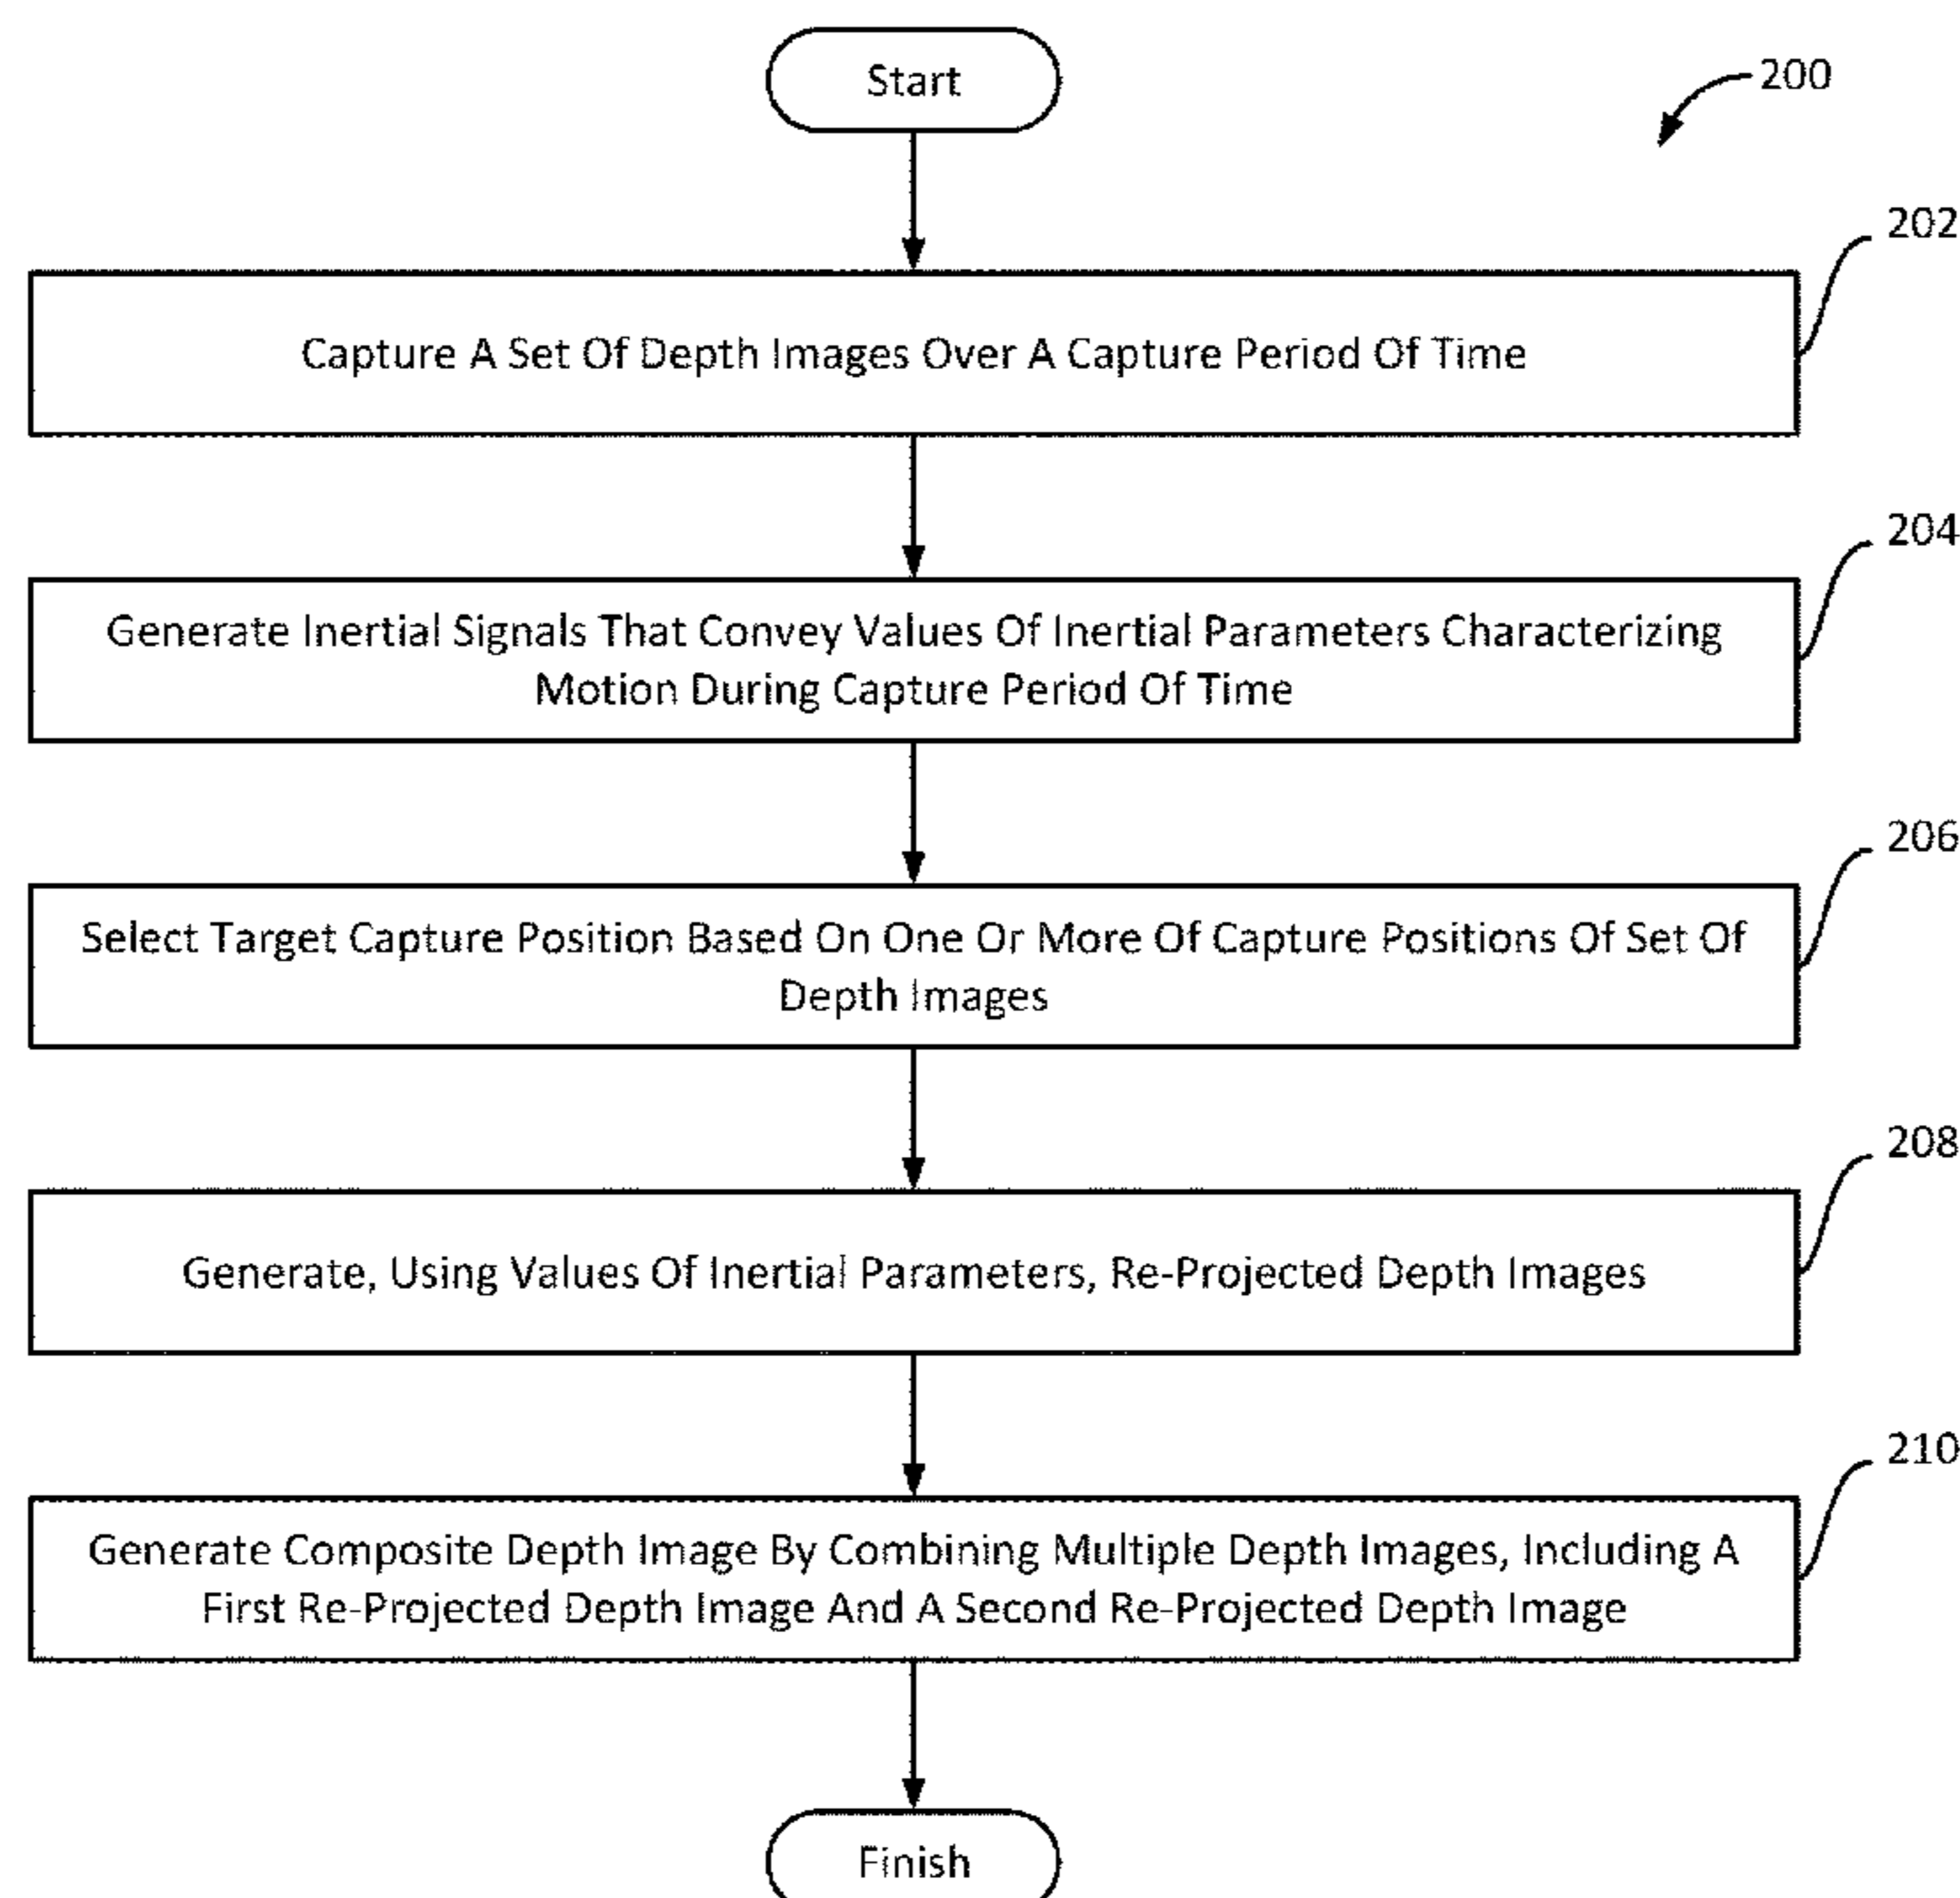 Start
200
202
Capture A Set Of Depth Images Over A Capture Period Of Time
204
Generate Inertial Signals That Convey Values Of Inertial Parameters Characterizing
Motion During Capture Period Of Time
206
Select Target Capture Position Based On One Or More Of Capture Positions Of Set Of
Depth Images
208
Generate, Using Values Of Inertial Parameters, Re-Projected Depth Images
210
Generate Composite Depth Image By Combining Multiple Depth Images, Including A
First Re-Projected Depth Image And A Second Re-Projected Depth Image
Finish